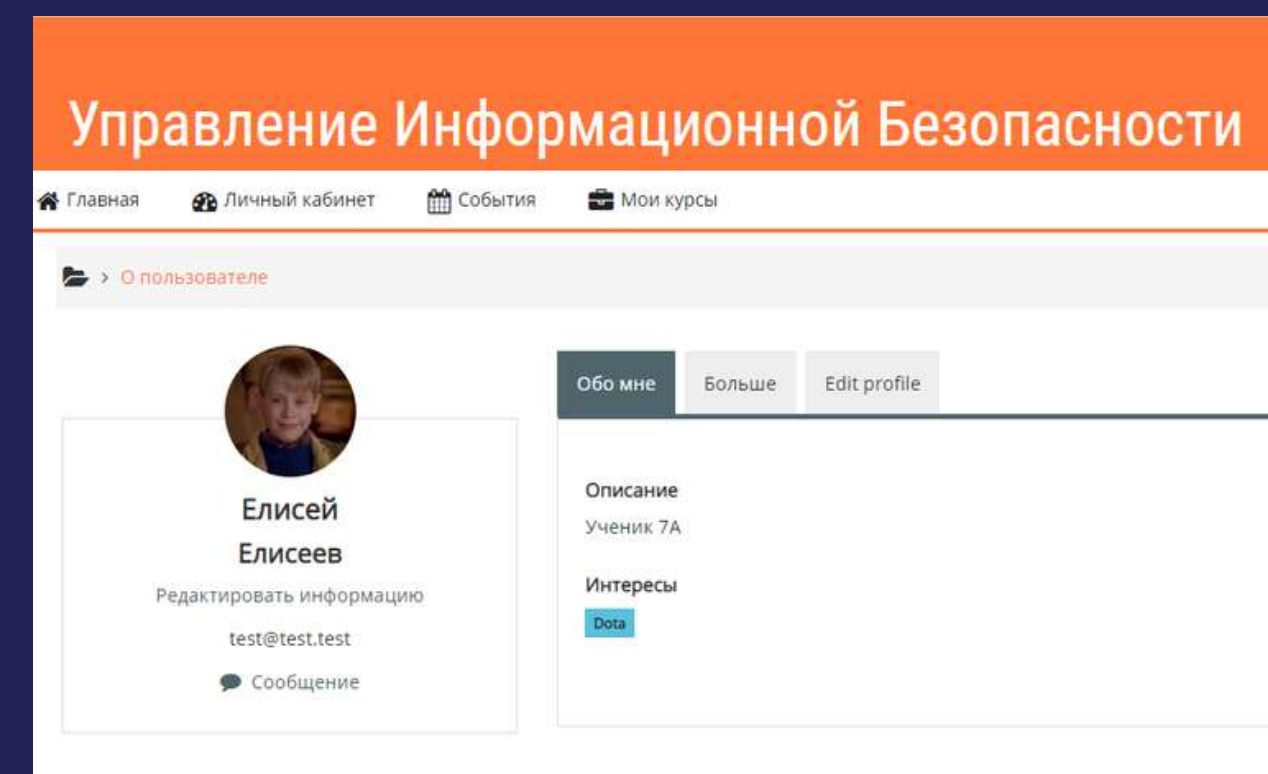 Управление Информационной Безопасности
Главная Личный кабинет События Мои курсы
> О пользователе
Елисей
Елисеев
Редактировать информацию
test@test.test
Сообщение
Обо мне Больше Edit profile
Описание
Ученик 7А
Интересы
Dota